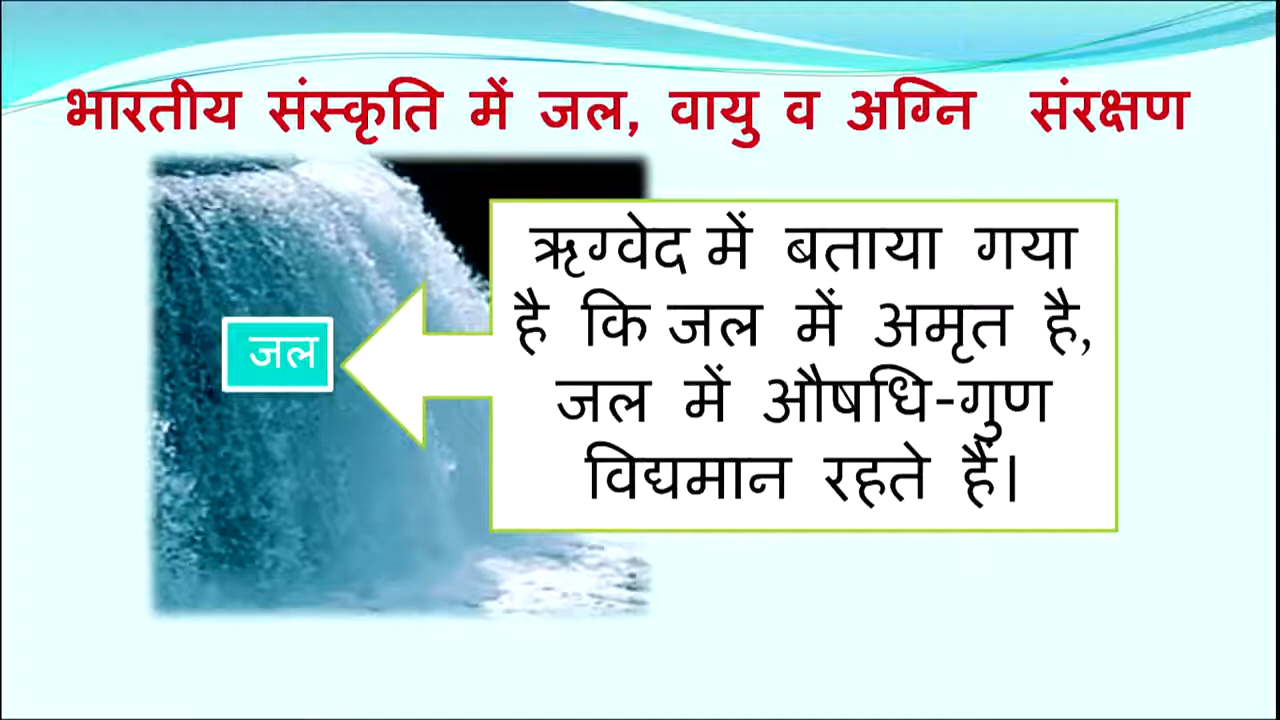 भारतीय संस्कृति में जल, वायु व अग्नि संरक्षण
जल
ऋग्वेद में बताया गया
है कि जल में अमृत है,
जल में औषधि-गुण
विद्यमान रहते हैं।